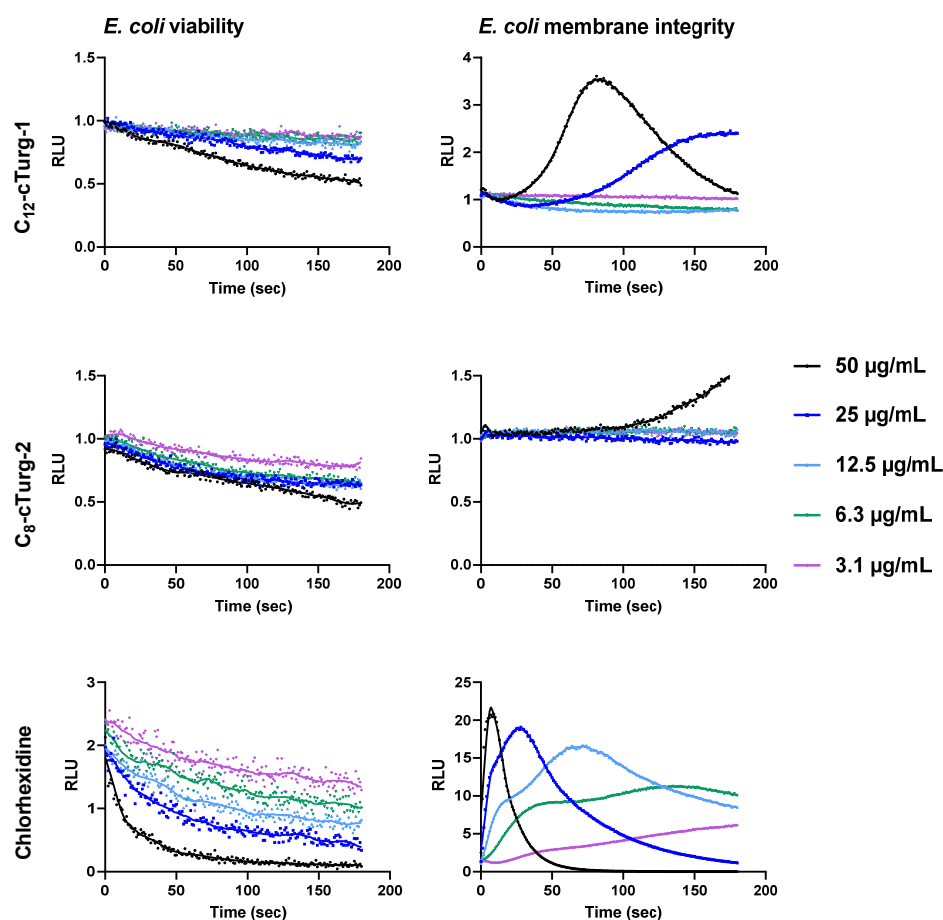 E. coli viability
E. coli membrane integrity
C12-cTurg-1
RLU
1.5
1.0
0.5
0.0
0 50 100 150 200
Time (sec)
RLU
4
3
2
1
0
0 50 100 150 200
Time (sec)
C8-cTurg-2
RLU
1.5
1.0
0.5
0.0
0 50 100 150 200
Time (sec)
RLU
1.5
1.0
0.5
0.0
0 50 100 150 200
Time (sec)
50 µg/mL
25 µg/mL
12.5 µg/mL
6.3 µg/mL
3.1 µg/mL
Chlorhexidine
RLU
3
2
1
0
0 50 100 150 200
Time (sec)
RLU
25
20
15
10
5
0
0 50 100 150 200
Time (sec)